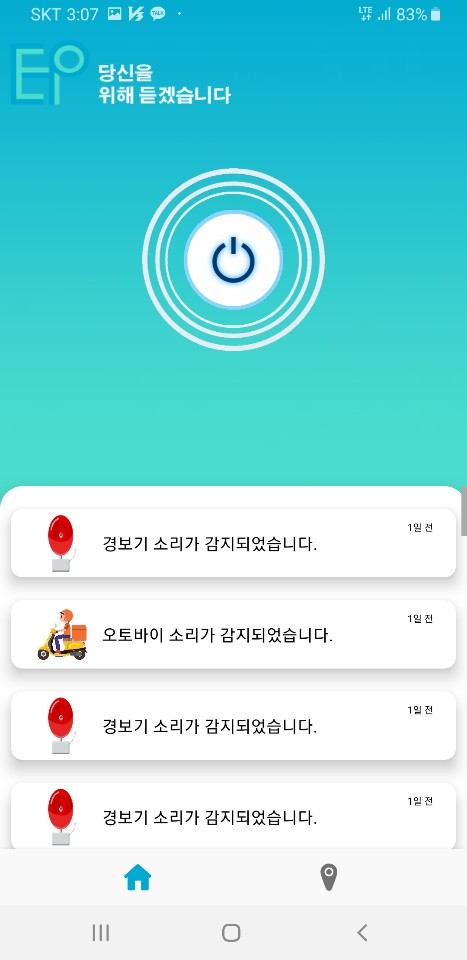 SKT 3:07 TALK LTE 83%
EP
당신을
위해 듣겠습니다
1일 전
경보기 소리가 감지되었습니다.
1일 전
오토바이 소리가 감지되었습니다.
1일 전
경보기 소리가 감지되었습니다.
1일 전
경보기 소리가 감지되었습니다.